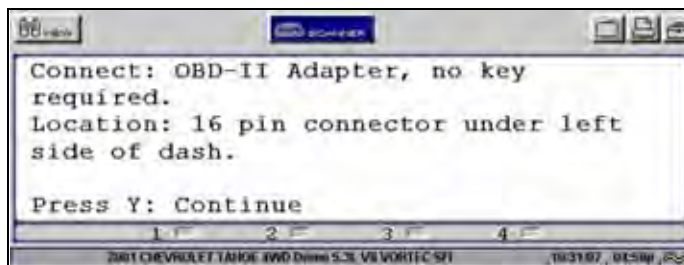 VIEW
SCANNER
Connect: OBD-II Adapter, no key
required.
Location: 16 pin connector under left
side of dash.
Press Y: Continue
1 2 3 4
2001 CHEVROLET TAHOE 4WD Demo 5.3L V8 VORTEC SFI